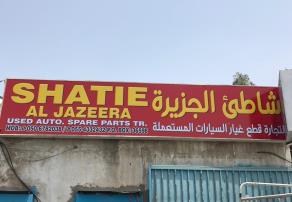 SHATIE
AL JAZEERA
USED AUTO. SPARE PARTS TR.
شاطئ الجزيرة
لتجارة قطع غيار السيارات المستعملة